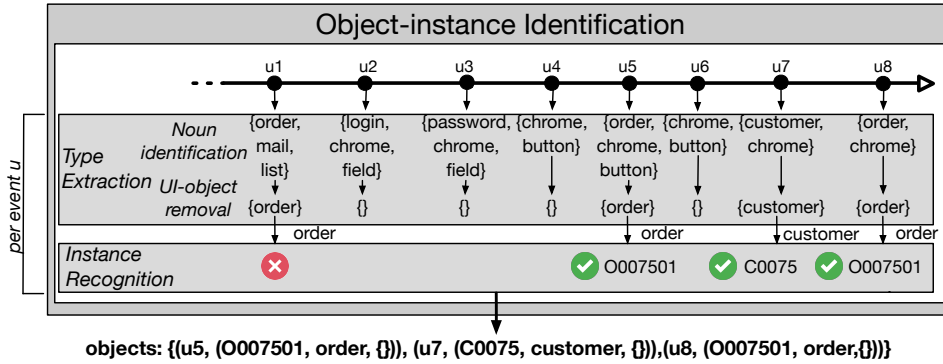 Object-instance Identification
u1 u2 u3 u4 u5 u6 u7 u8
per event u
Type
Extraction
Noun
identification
{order,
mail,
list}
{login,
chrome,
field}
{password,
chrome,
field}
{chrome,
button}
{order,
chrome,
button}
{chrome,
button}
{customer,
chrome}
{order,
chrome}
UI-object
removal
{order} {} {} {} {order} {} {customer} {order}
order order customer order
Instance
Recognition
O007501 C0075 O007501
objects: {(u5, (O007501, order, {})), (u7, (C0075, customer, {})),(u8, (O007501, order,{}))}